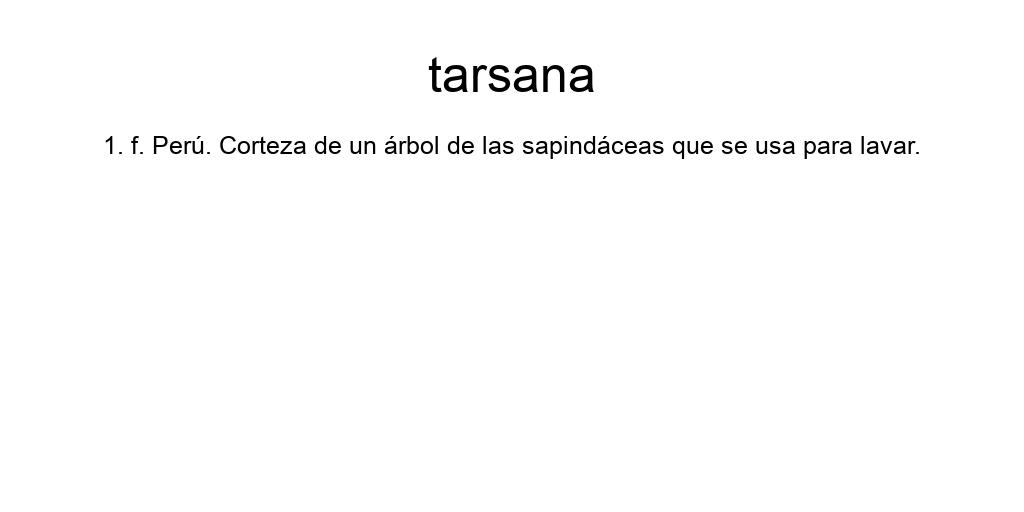 tarsana
1. f. Perú. Corteza de un árbol de las sapindáceas que se usa para lavar.